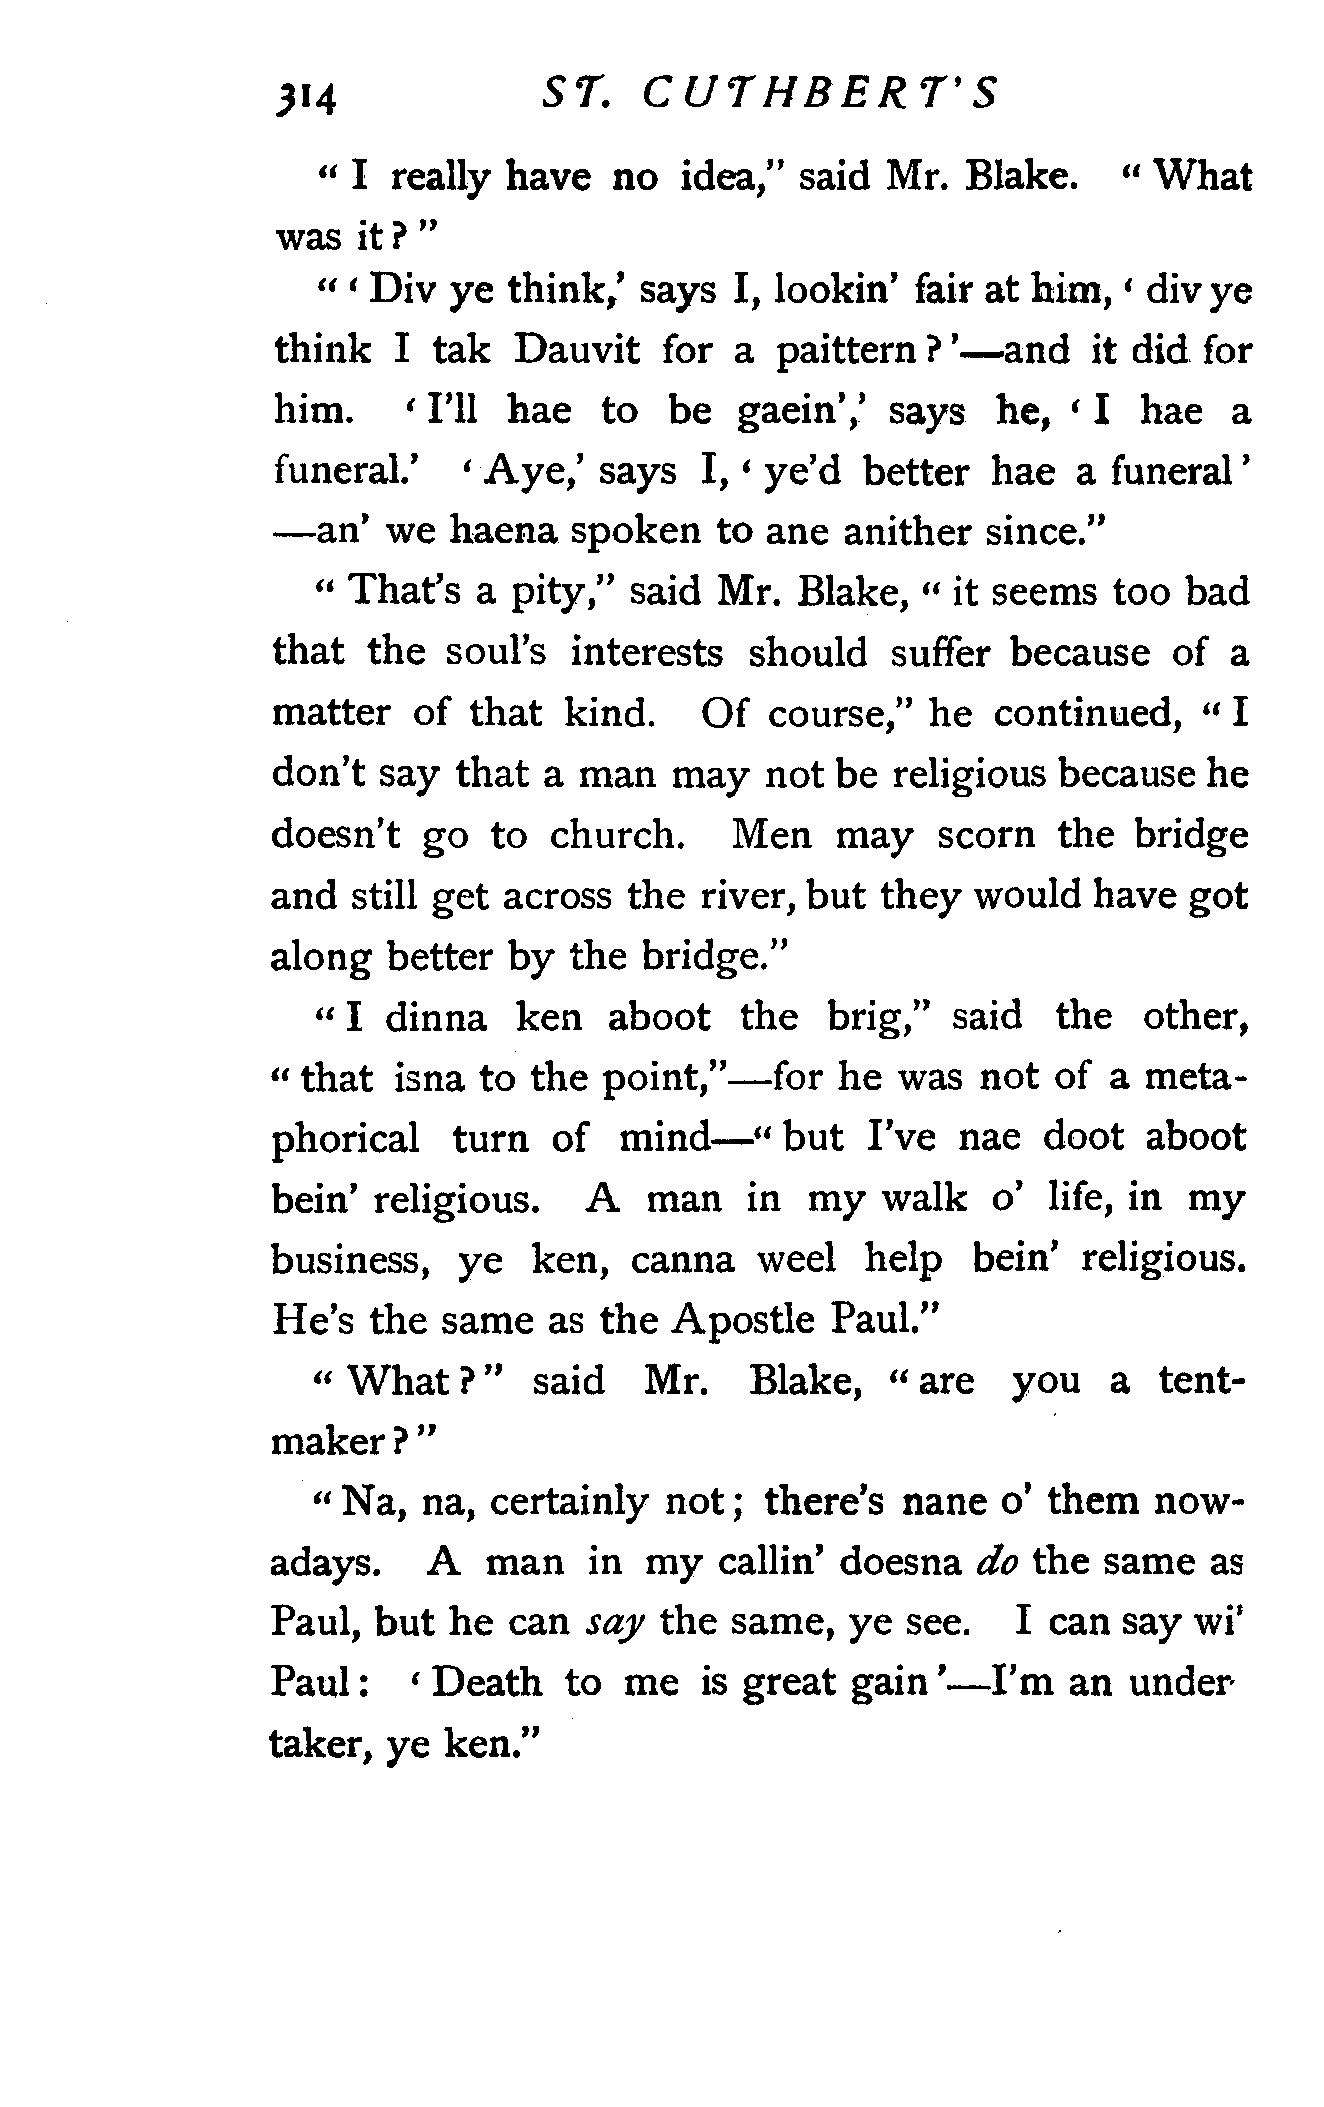 314 ST. CUTHBERT'S
“ I really have no idea,” said Mr. Blake. “ What
was it ? ”
“ ‘ Div ye think,’ says I, lookin’ fair at him, ‘ div ye
think I tak Dauvit for a paittern ? ’—and it did for
him. ‘ I’ll hae to be gaein’,’ says he, ‘ I hae a
funeral.’ ‘ Aye,’ says I, ‘ ye’d better hae a funeral ’
—an’ we haena spoken to ane anither since.”
“ That’s a pity,” said Mr. Blake, “ it seems too bad
that the soul’s interests should suffer because of a
matter of that kind. Of course,” he continued, “ I
don’t say that a man may not be religious because he
doesn’t go to church. Men may scorn the bridge
and still get across the river, but they would have got
along better by the bridge.”
“ I dinna ken aboot the brig,” said the other,
“ that isna to the point,”—for he was not of a meta-
phorical turn of mind—“ but I’ve nae doot aboot
bein’ religious. A man in my walk o’ life, in my
business, ye ken, canna weel help bein’ religious.
He’s the same as the Apostle Paul.”
“ What ? ” said Mr. Blake, “ are you a tent-
maker ? ”
“ Na, na, certainly not ; there’s nane o’ them now-
adays. A man in my callin’ doesna do the same as
Paul, but he can say the same, ye see. I can say wi’
Paul : ‘ Death to me is great gain ’—I’m an under-
taker, ye ken.”